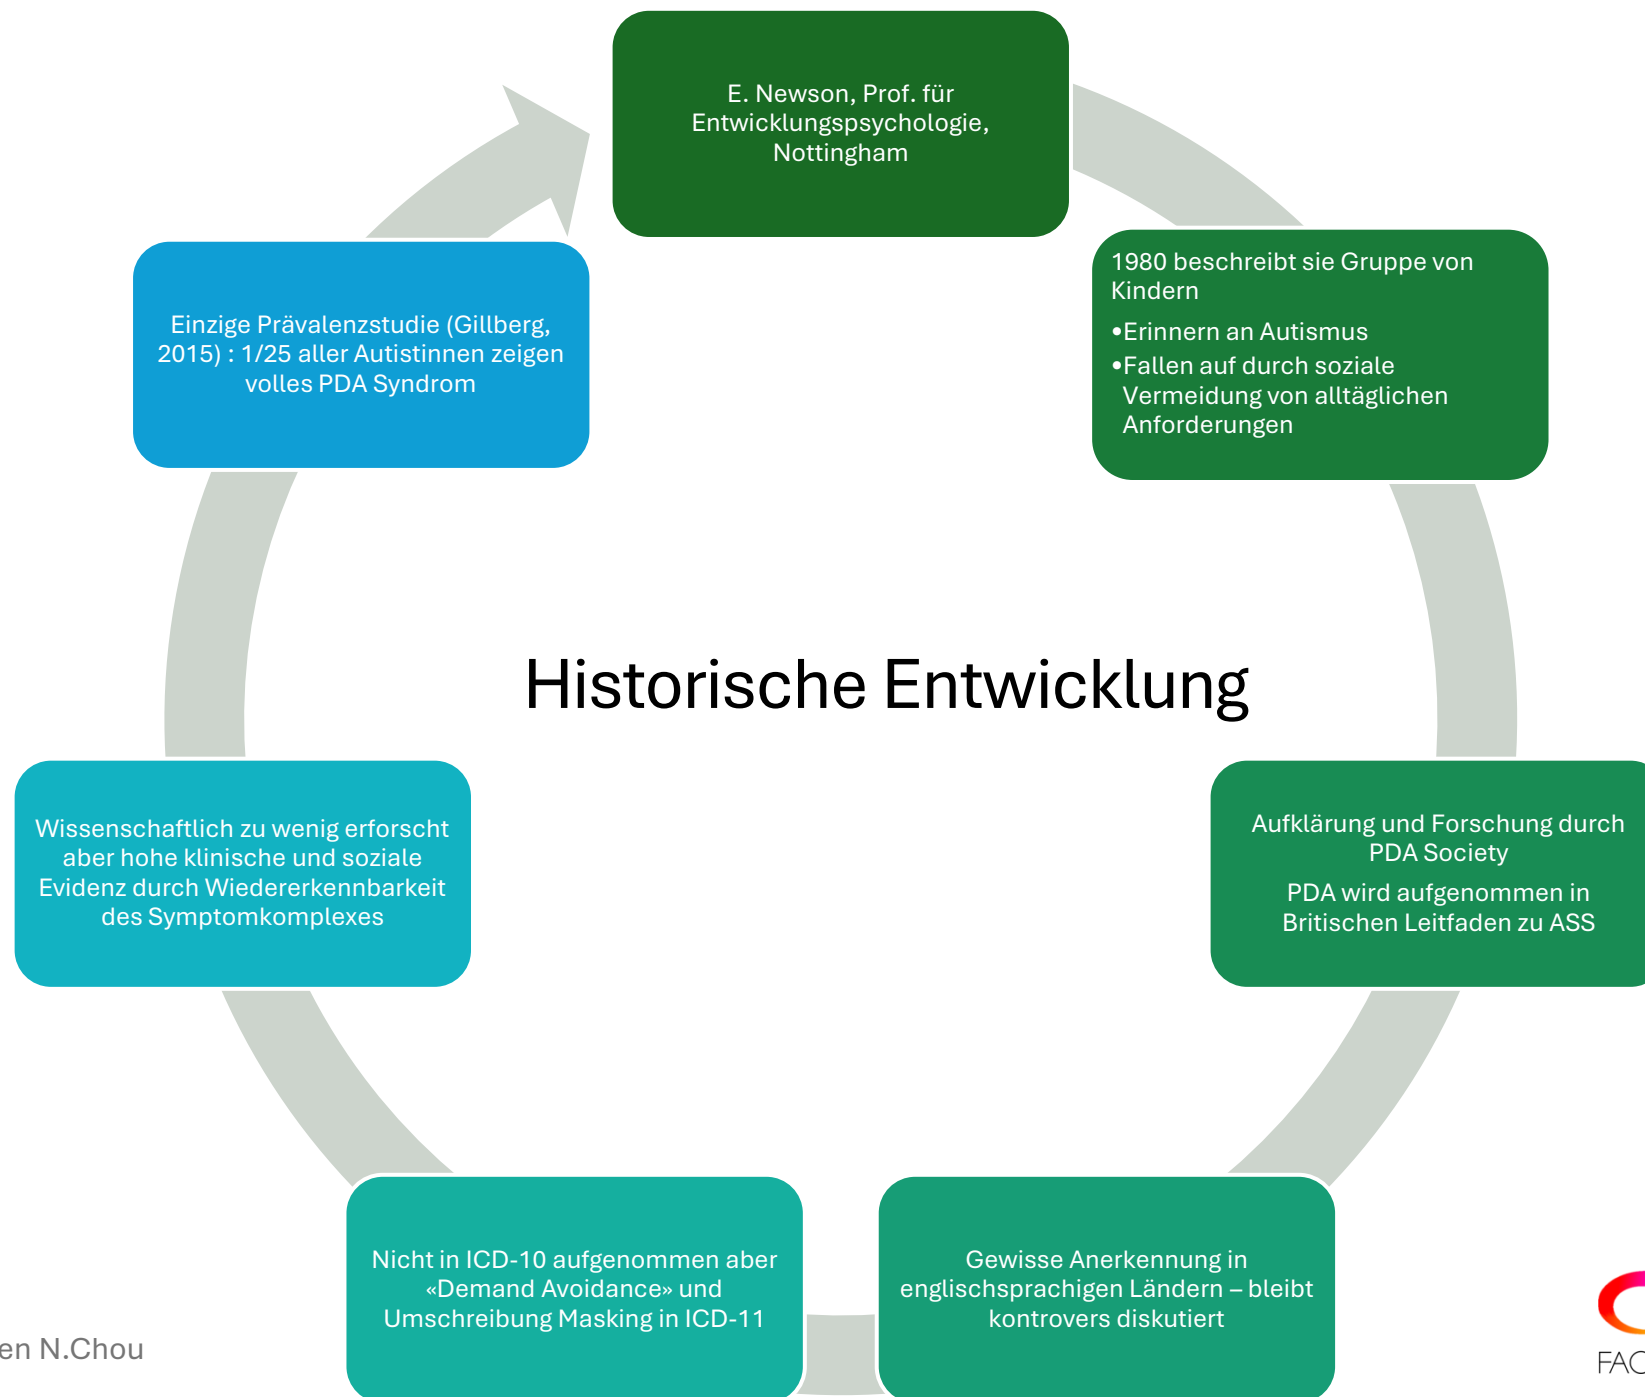 E. Newson, Prof. für
Entwicklungspsychologie,
Nottingham
1980 beschreibt sie Gruppe von
Kindern
•Erinnern an Autismus
•Fallen auf durch soziale
Vermeidung von alltäglichen
Anforderungen
Aufklärung und Forschung durch
PDA Society
PDA wird aufgenommen in
Britischen Leitfaden zu ASS
Gewisse Anerkennung in
englischsprachigen Ländern – bleibt
kontrovers diskutiert
Nicht in ICD-10 aufgenommen aber
«Demand Avoidance» und
Umschreibung Masking in ICD-11
Wissenschaftlich zu wenig erforscht
aber hohe klinische und soziale
Evidenz durch Wiedererkennbarkeit
des Symptomkomplexes
Einzige Prävalenzstudie (Gillberg,
2015) : 1/25 aller Autistinnen zeigen
volles PDA Syndrom
Historische Entwicklung
en N.Chou